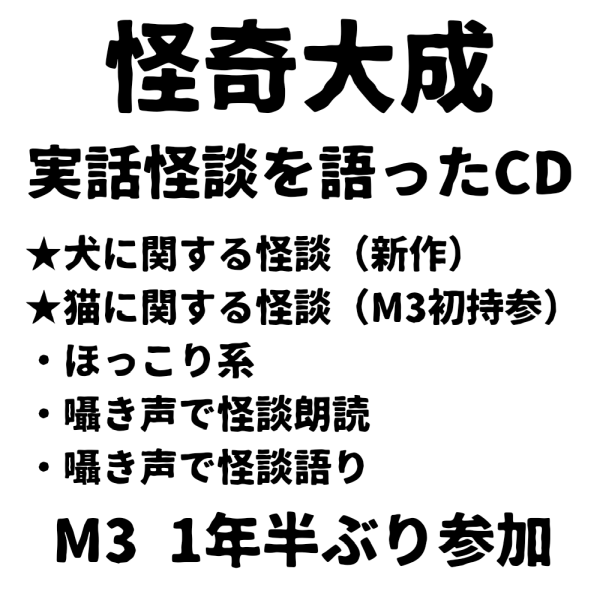 怪奇大成
実話怪談を語ったCD
★犬に関する怪談（新作）
★猫に関する怪談（M3初持参）
・ほっこり系
・囁き声で怪談朗読
・囁き声で怪談語り
M3 1年半ぶり参加